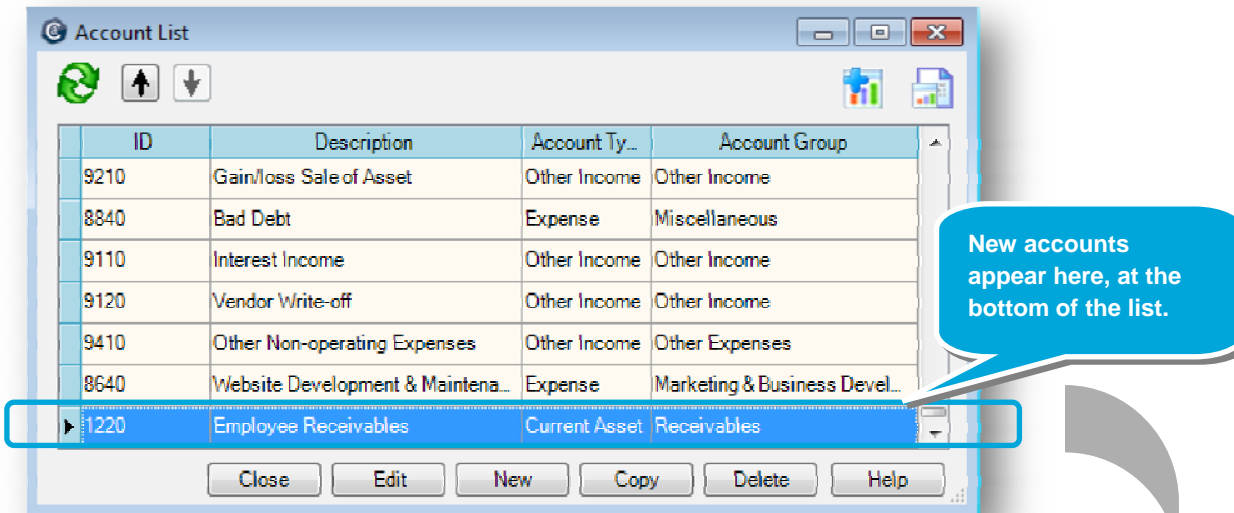 Account List
ID Description Account Ty... Account Group
9210 Gain/loss Sale of Asset Other Income Other Income
8840 Bad Debt Expense Miscellaneous
9110 Interest Income Other Income Other Income
9120 Vendor Write-off Other Income Other Income
9410 Other Non-operating Expenses Other Income Other Expenses
8640 Website Development & Maintena... Expense Marketing & Business Devel...
1220 Employee Receivables Current Asset Receivables
Close Edit New Copy Delete Help
New accounts
appear here, at the
bottom of the list.